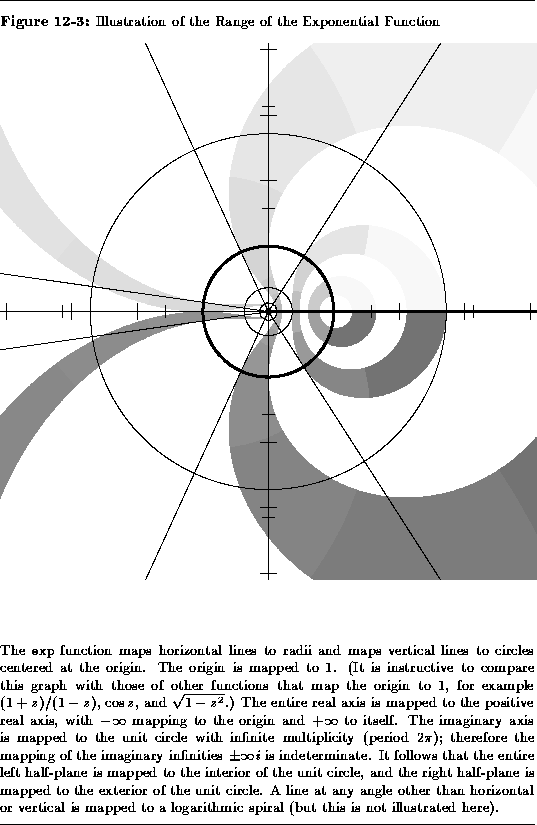 Figure 12-3: Illustration of the Range of the Exponential Function
The exp function maps horizontal lines to radii and maps vertical lines to circles
centered at the origin. The origin is mapped to 1. (It is instructive to compare
this graph with those of other functions that map the origin to 1, for example
(1 + z)/(1 − z), cos z, and √1 − z².) The entire real axis is mapped to the positive
real axis, with −∞ mapping to the origin and +∞ to itself. The imaginary axis
is mapped to the unit circle with infinite multiplicity (period 2π); therefore the
mapping of the imaginary infinities ±∞i is indeterminate. It follows that the entire
left half-plane is mapped to the interior of the unit circle, and the right half-plane is
mapped to the exterior of the unit circle. A line at any angle other than horizontal
or vertical is mapped to a logarithmic spiral (but this is not illustrated here).